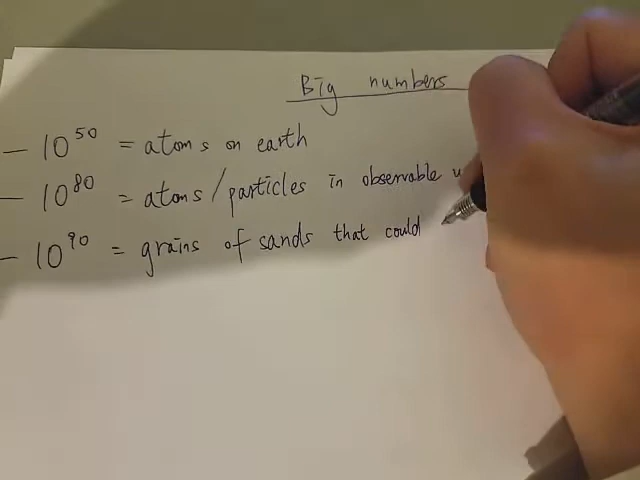 Big numbers
- 10^50 = atoms on earth
- 10^80 = atoms/particles in observable
- 10^90 = grains of sands that could